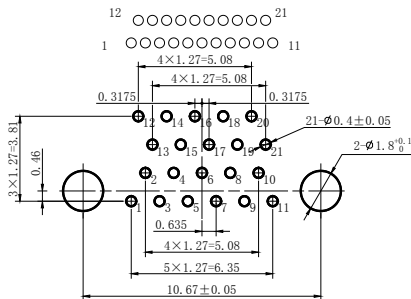 12 21
1 11
4×1.27=5.08
4×1.27=5.08
0.3175 0.3175
12 14 16 18 20
21-Ø0.4±0.05
13 15 17 19 21
2-Ø1.8+0.1 0
3×1.27=3.81
0.46
2 4 6 8 10
1 3 5 7 9 11
0.635
4×1.27=5.08
5×1.27=6.35
10.67±0.05